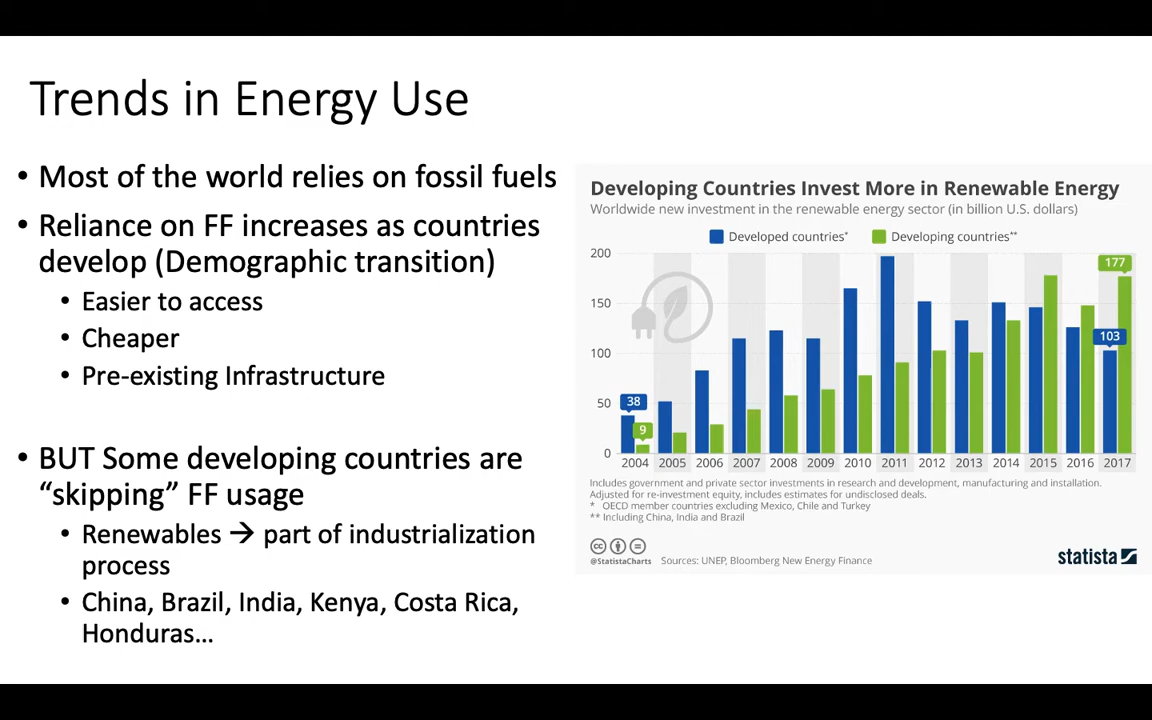 Trends in Energy Use
• Most of the world relies on fossil fuels
• Reliance on FF increases as countries
develop (Demographic transition)
• Easier to access
• Cheaper
• Pre-existing Infrastructure
• BUT Some developing countries are
“skipping” FF usage
• Renewables → part of industrialization
process
• China, Brazil, India, Kenya, Costa Rica,
Honduras…
Developing Countries Invest More in Renewable Energy
Worldwide new investment in the renewable energy sector (in billion U.S. dollars)
Developed countries* Developing countries**
200
150
100
50
0
38
9
103
177
2004 2005 2006 2007 2008 2009 2010 2011 2012 2013 2014 2015 2016 2017
Includes government and private sector investments in research and development, manufacturing and installation.
Adjusted for re-investment equity, includes estimates for undisclosed deals.
* OECD member countries excluding Mexico, Chile and Turkey
** Including China, India and Brazil
@StatistaCharts Sources: UNEP, Bloomberg New Energy Finance
statista